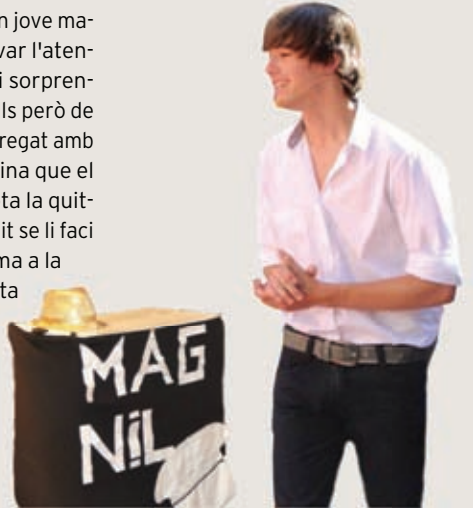 n jove ma-
var l'aten-
i sorpren-
ls però de
regat amb
ina que el
ta la quit-
it se li faci
ma a la
ta
MAG
NiL